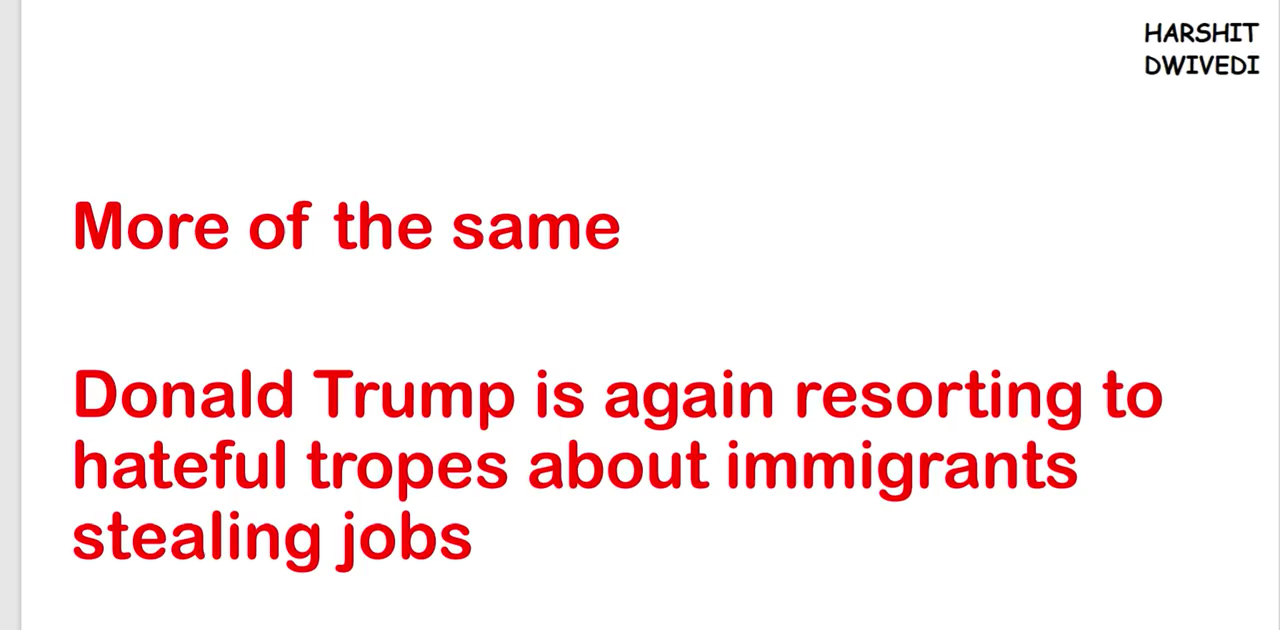 HARSHIT
DWIVEDI
More of the same
Donald Trump is again resorting to
hateful tropes about immigrants
stealing jobs